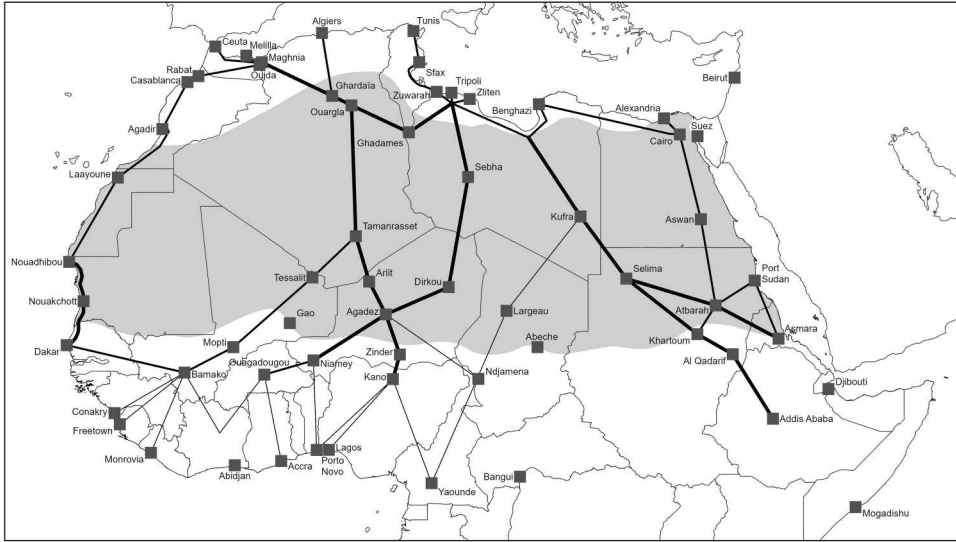 Algiers
Tunis
Ceuta
Melilla
Maghnia
Rabat
Oujda
Casablanca
Sfax
Tripoli
Zuwarah
Zliten
Beirut
Ghardaïa
Ouargla
Benghazi
Alexandria
Suez
Cairo
Agadir
Ghadames
Laayoune
Sebha
Kufra
Aswan
Tamanrasset
Nouadhibou
Tessalit
Arlit
Dirkou
Selima
Port
Sudan
Nouakchott
Gao
Agadez
Largeau
Atbarah
Dakar
Mopti
Zinder
Abeche
Khartoum
Asmara
Ouagadougou
Niamey
Al Qadarif
Bamako
Kano
Ndjamena
Djibouti
Conakry
Freetown
Addis Ababa
Monrovia
Abidjan
Accra
Lagos
Porto
Novo
Yaounde
Bangui
Mogadishu